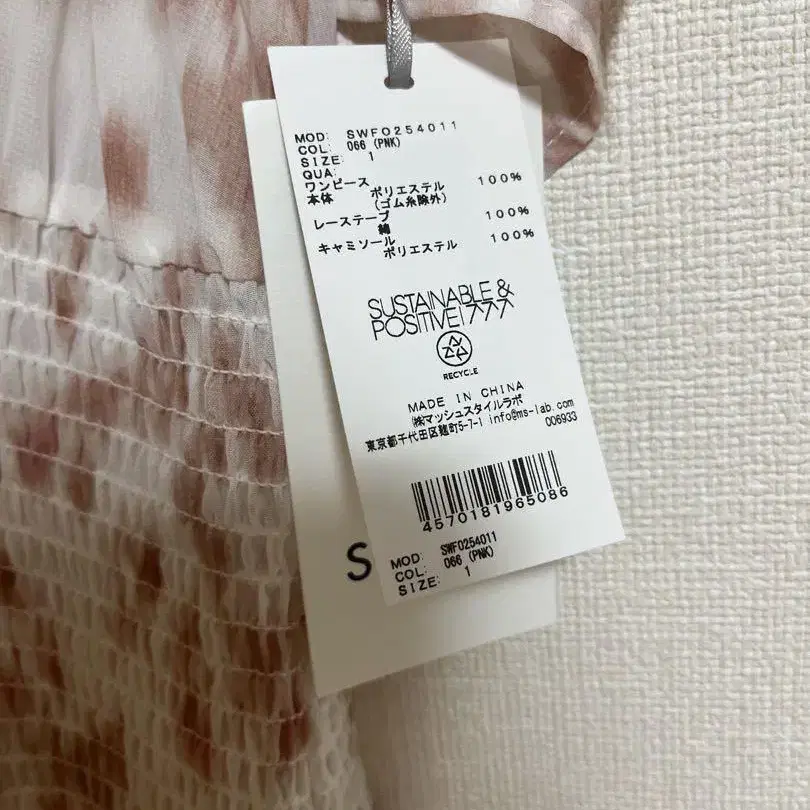 MOD: SWFO254011
COL: 066 (PNK)
SIZE: 1
QUA:
ワンピース
本体 ポリエステル 100%
(ゴム糸除外)
レーステープ
綿 100%
キャミソール
ポリエステル 100%
SUSTAINABLE &
POSITIVE! 777
RECYCLE
MADE IN CHINA
㈱マッシュスタイルラボ
東京都千代田区麹町5-7-1 info@ms-lab.com
006933
4570181965086
MOD: SWFO254011
COL: 066 (PNK)
SIZE: 1
S